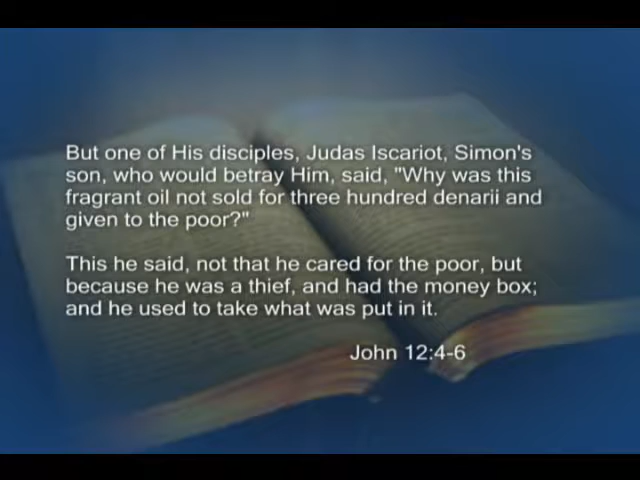 But one of His disciples, Judas Iscariot, Simon's
son, who would betray Him, said, "Why was this
fragrant oil not sold for three hundred denarii and
given to the poor?"
This he said, not that he cared for the poor, but
because he was a thief, and had the money box;
and he used to take what was put in it.
John 12:4-6